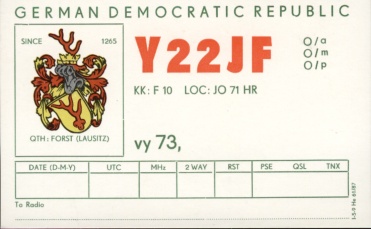 GERMAN DEMOCRATIC REPUBLIC
SINCE 1265
Y22JF
O/a
O/m
O/p
KK: F 10 LOC: JO 71 HR
QTH: FORST (LAUSITZ)
vy 73,
DATE (D-M-Y) UTC MHz 2 WAY RST PSE QSL TNX
To Radio